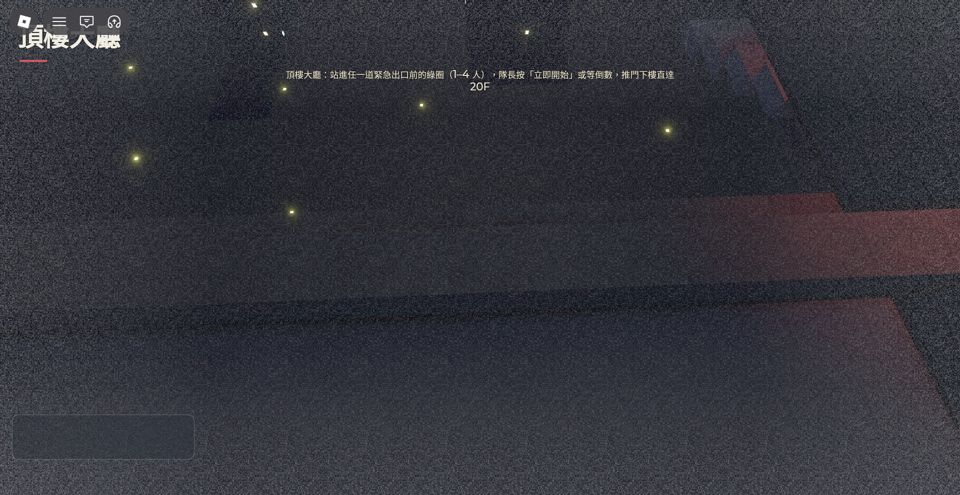 頂樓大廳
頂樓大廳：站進任一道緊急出口前的綠圈（1–4 人），隊長按「立即開始」或等倒數，推門下樓直達
20F